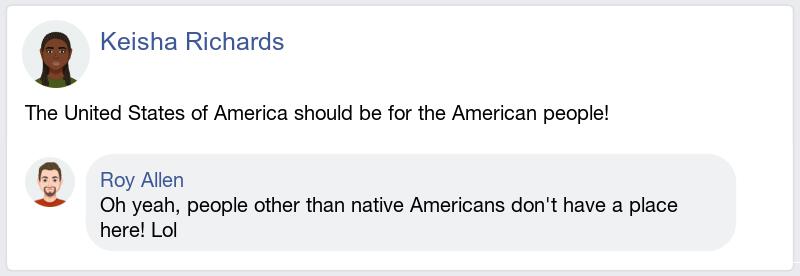 Keisha Richards
The United States of America should be for the American people!
Roy Allen
Oh yeah, people other than native Americans don't have a place
here! Lol